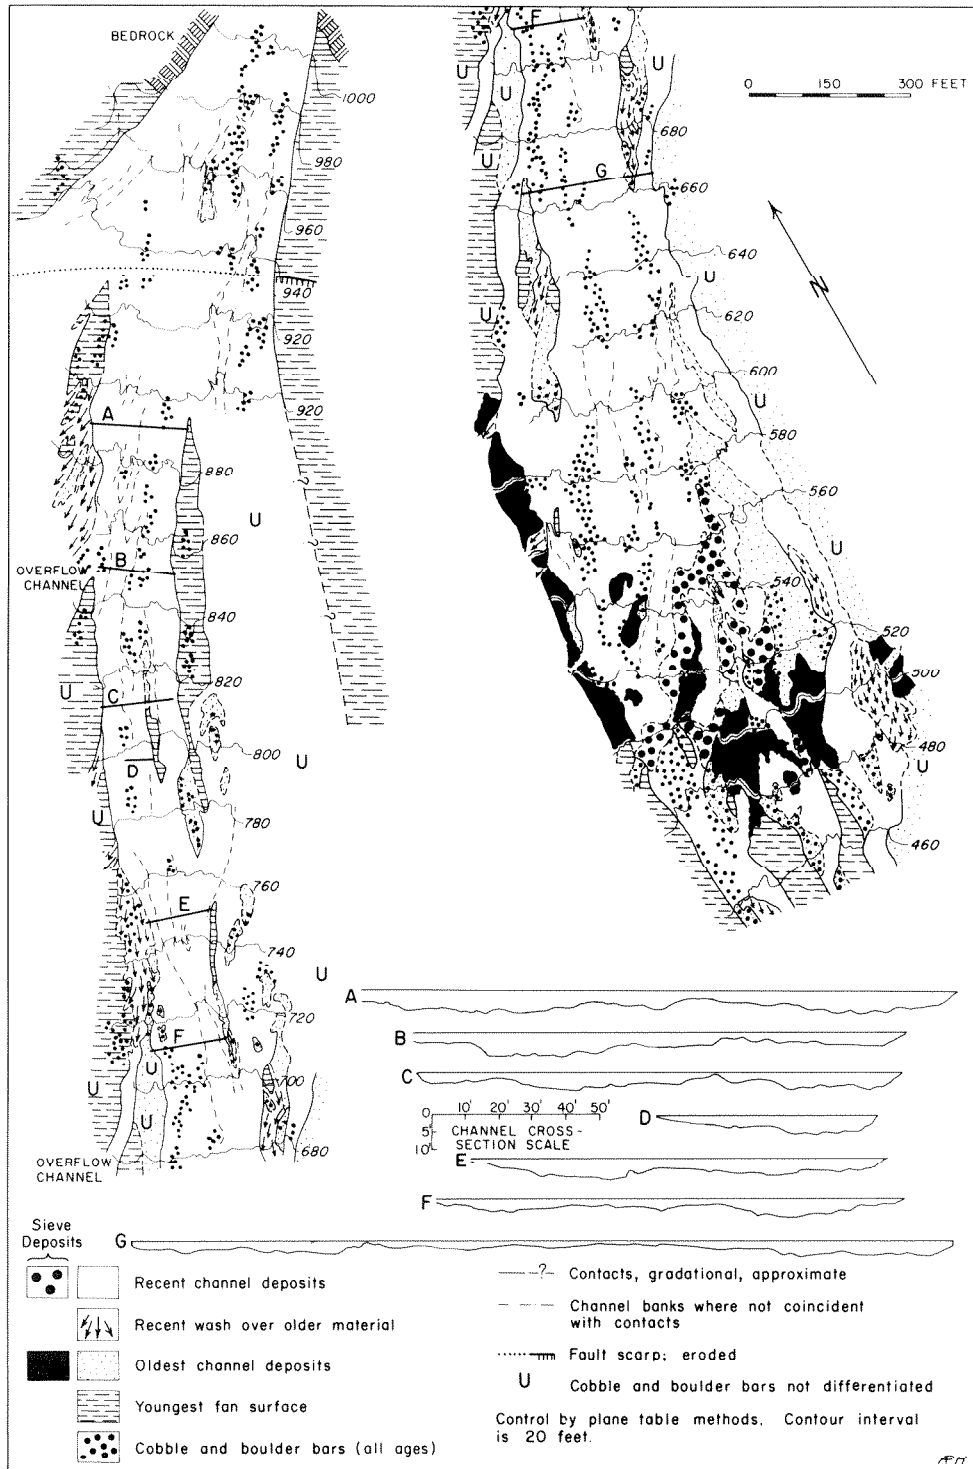 BEDROCK
U
1000
980
960
940
920
920
A
880
860
U
B
OVERFLOW
CHANNEL
840
820
U
C
800
U
D
780
U
760
E
740
U
720
F
U
U
700
U
680
OVERFLOW
CHANNEL
F
U
U
U
0 150 300 FEET
680
U
G
660
N
640
U
U
620
600
U
580
560
U
540
520
500
480
U
460
A
B
C
0 10' 20' 30' 40' 50'
5'
10'
CHANNEL CROSS-
SECTION SCALE
D
E
F
G
Sieve
Deposits
Recent channel deposits
Recent wash over older material
Oldest channel deposits
Youngest fan surface
Cobble and boulder bars (all ages)
? Contacts, gradational, approximate
Channel banks where not coincident
with contacts
Fault scarp; eroded
U Cobble and boulder bars not differentiated
Control by plane table methods. Contour interval
is 20 feet.